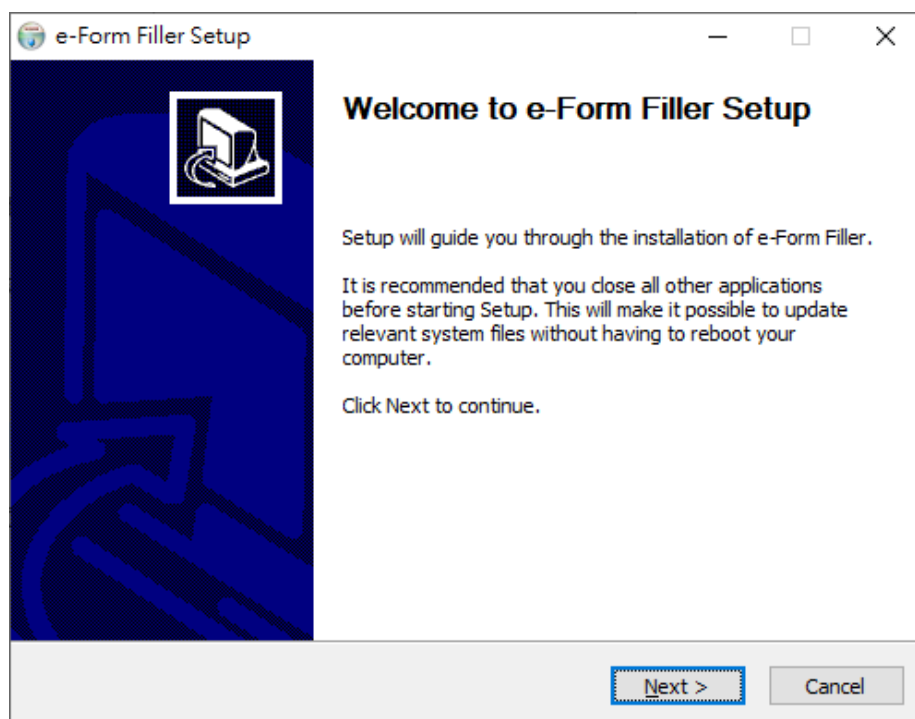 e-Form Filler Setup
Welcome to e-Form Filler Setup
Setup will guide you through the installation of e-Form Filler.
It is recommended that you close all other applications
before starting Setup. This will make it possible to update
relevant system files without having to reboot your
computer.
Click Next to continue.
Next >
Cancel